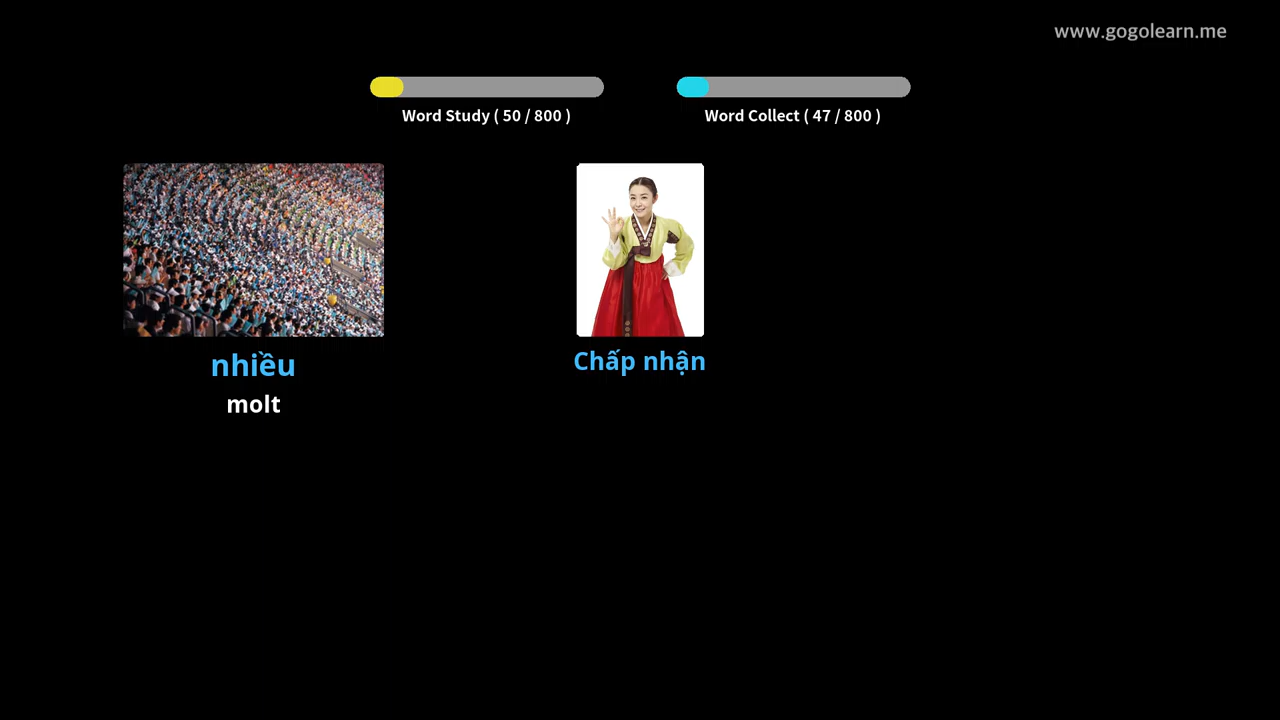 www.gogolearn.me
Word Study ( 50 / 800 )
Word Collect ( 47 / 800 )
nhiều
molt
Chấp nhận